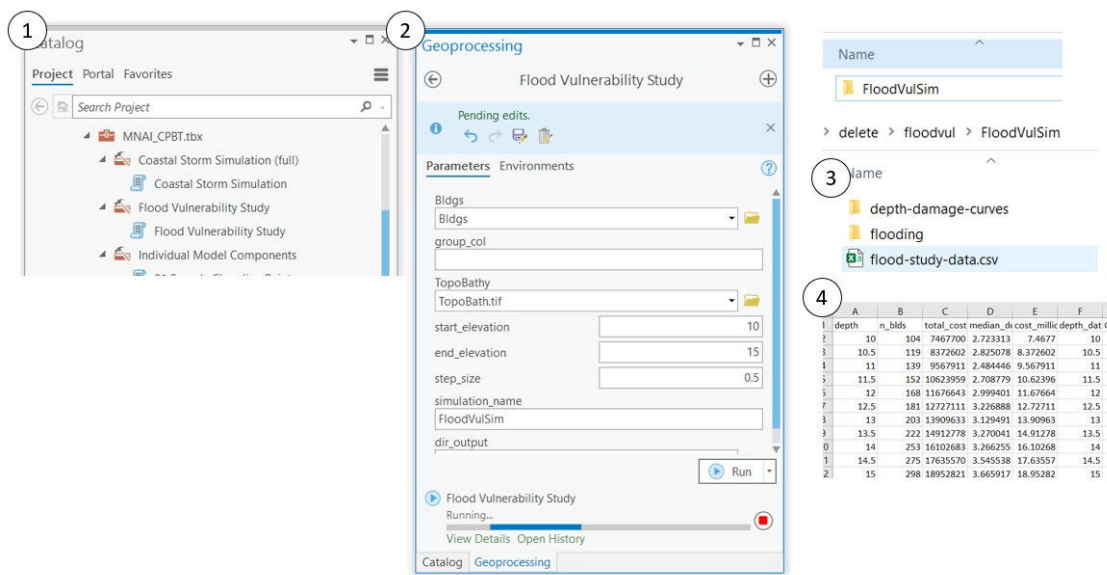 1
Catalog
Project Portal Favorites
Search Project
MNAI_CPBT.tbx
Coastal Storm Simulation (full)
Coastal Storm Simulation
Flood Vulnerability Study
Flood Vulnerability Study
Individual Model Components
2
Geoprocessing
Flood Vulnerability Study
Pending edits.
Parameters Environments
Bldgs
Bldgs
group_col
TopoBathy
TopoBath.tif
start_elevation 10
end_elevation 15
step_size 0.5
simulation_name
FloodVulSim
dir_output
Run
Flood Vulnerability Study
Running...
View Details Open History
Catalog Geoprocessing
Name
FloodVulSim
> delete > floodvul > FloodVulSim
3
Name
depth-damage-curves
flooding
flood-study-data.csv
4
A B C D E F
1 depth n_blds total_cost median_de cost_millic depth_dat
2 10 104 7467700 2.723313 7.4677 10
10.5 119 8372602 2.825078 8.372602 10.5
11 139 9567911 2.484446 9.567911 11
11.5 152 10623959 2.708779 10.62396 11.5
12 168 11676643 2.999401 11.67664 12
12.5 181 12727111 3.226888 12.72711 12.5
13 203 13909633 3.129491 13.90963 13
13.5 222 14912778 3.270041 14.91278 13.5
14 253 16102683 3.266255 16.10268 14
14.5 275 17635570 3.545538 17.63557 14.5
15 298 18952821 3.665917 18.95282 15